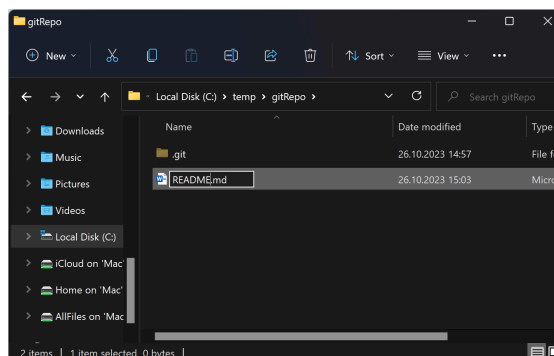 gitRepo
New
Sort
View
Local Disk (C:) › temp › gitRepo ›
Search gitRepo
Name
Date modified
Type
Downloads
Music
Pictures
Videos
Local Disk (C:)
iCloud on 'Mac'
Home on 'Mac'
AllFiles on 'Mac
.git
26.10.2023 14:57
File f
README.md
26.10.2023 15:03
Micro
2 items | 1 item selected 0 bytes |